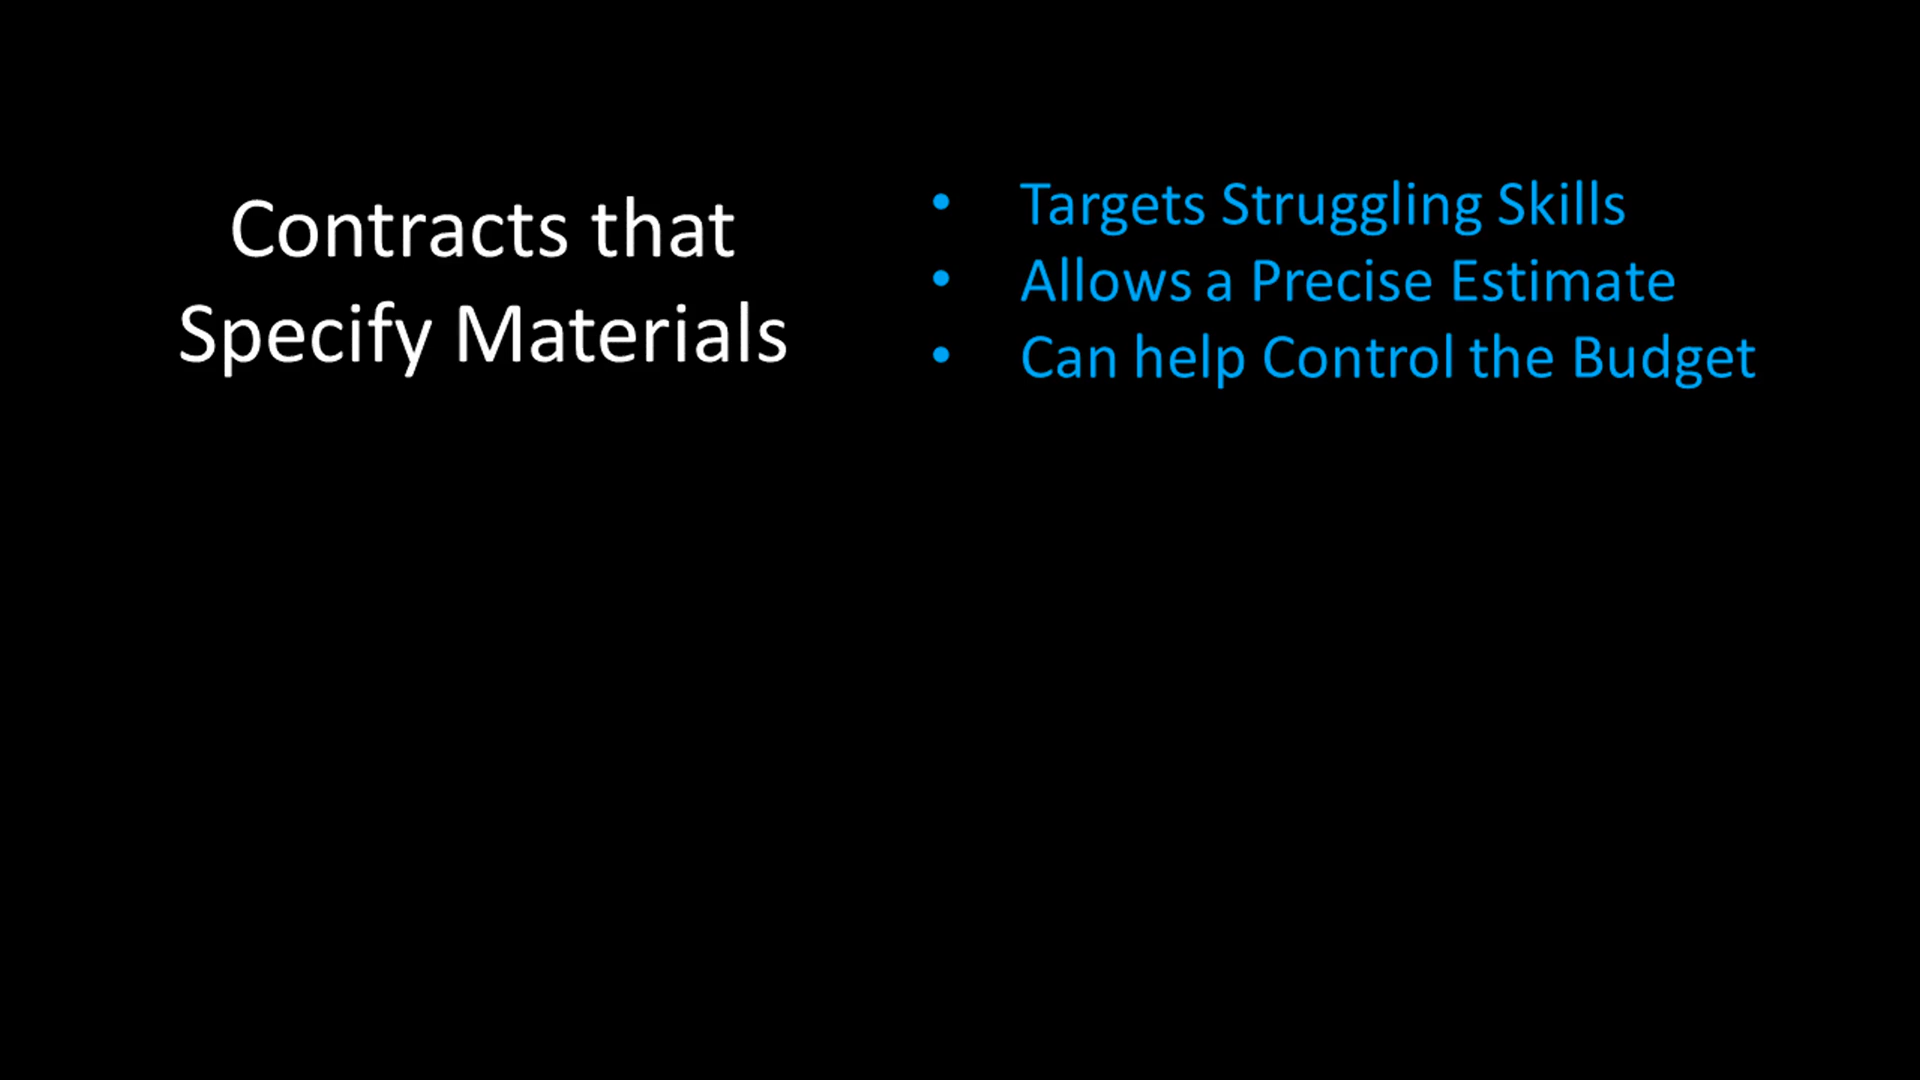 Contracts that
Specify Materials
• Targets Struggling Skills
• Allows a Precise Estimate
• Can help Control the Budget